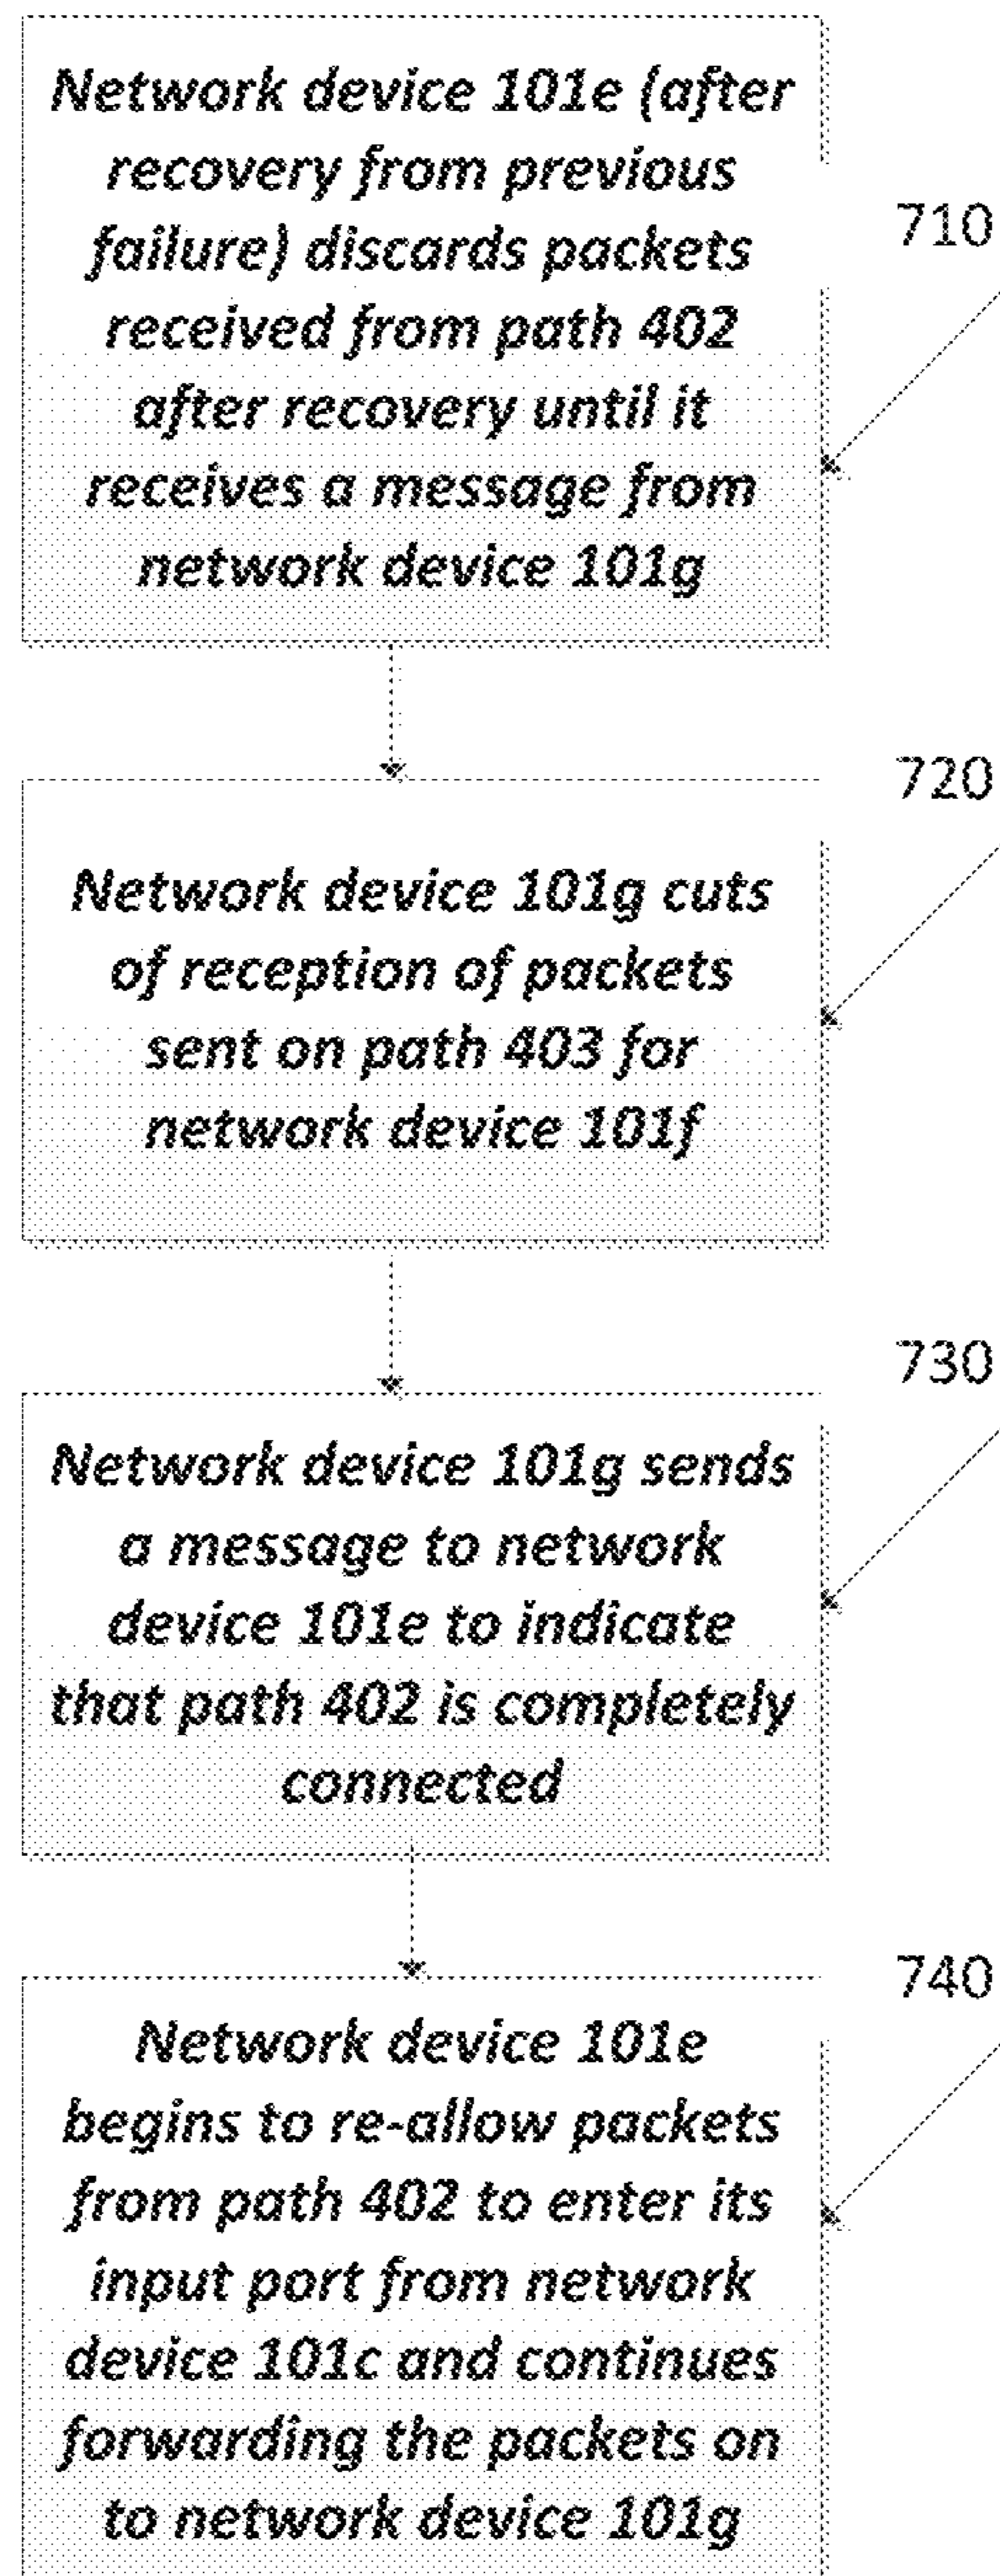 Network device 101e (after
recovery from previous
failure) discards packets
received from path 402
after recovery until it
receives a message from
network device 101g
710
Network device 101g cuts
of reception of packets
sent on path 403 for
network device 101f
720
Network device 101g sends
a message to network
device 101e to indicate
that path 402 is completely
connected
730
Network device 101e
begins to re-allow packets
from path 402 to enter its
input port from network
device 101c and continues
forwarding the packets on
to network device 101g
740